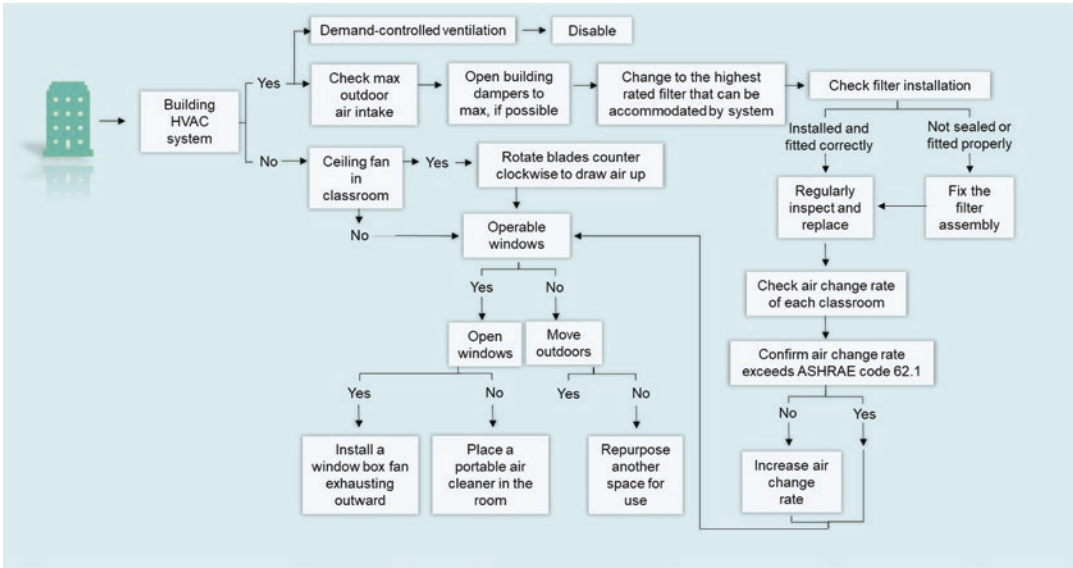 Demand-controlled ventilation
Disable
Building
HVAC
system
Yes
Check max
outdoor
air intake
Open building
dampers to
max, if possible
Change to the highest
rated filter that can be
accommodated by system
Check filter installation
Installed and
fitted correctly
Not sealed or
fitted properly
No
Ceiling fan
in
classroom
Yes
Rotate blades counter
clockwise to draw air up
Regularly
inspect and
replace
Fix the
filter
assembly
No
Operable
windows
Check air change rate
of each classroom
Yes
No
Open
windows
Move
outdoors
Confirm air change rate
exceeds ASHRAE code 62.1
Yes
No
Yes
No
No
Yes
Install a
window box fan
exhausting
outward
Place a
portable air
cleaner in the
room
Repurpose
another
space for
use
Increase air
change
rate